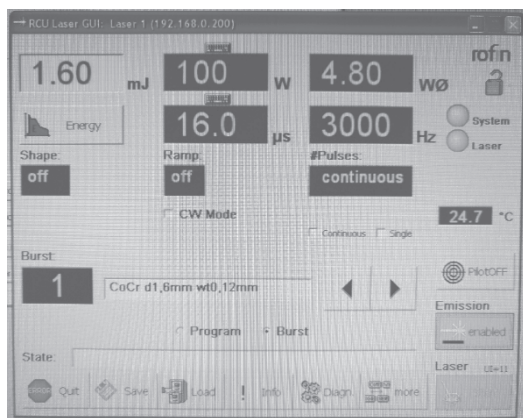 RCU Laser GUI: Laser 1 (192.168.0.200)
rofin
1.60 mJ 100 W 4.80 WØ
Energy 16.0 µs 3000 Hz System
Laser
Shape: Ramp: #Pulses:
off off continuous
CW Mode 24.7 °C
Continuous Single
Burst:
1 CoCr d1,6mm wt0,12mm PilotOFF
Emission
Program Burst enabled
State:
Laser
Quit Save Load ! Info Diagn. more